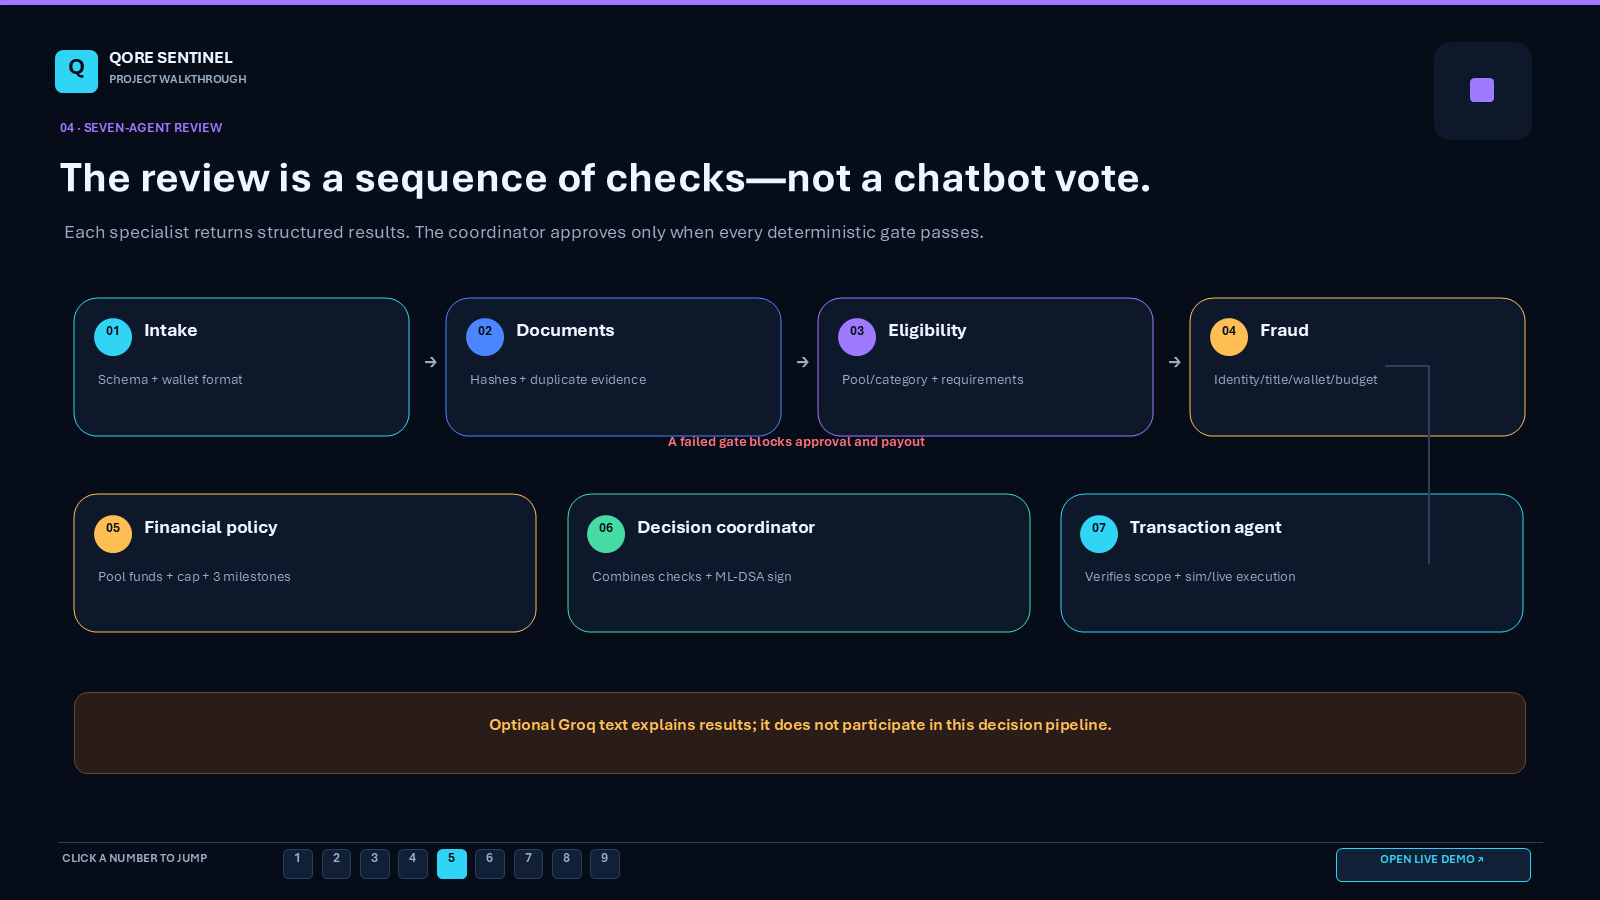 Q
QORE SENTINEL
PROJECT WALKTHROUGH
04 · SEVEN-AGENT REVIEW
The review is a sequence of checks—not a chatbot vote.
Each specialist returns structured results. The coordinator approves only when every deterministic gate passes.
01 Intake
Schema + wallet format
→
02 Documents
Hashes + duplicate evidence
→
03 Eligibility
Pool/category + requirements
→
04 Fraud
Identity/title/wallet/budget
A failed gate blocks approval and payout
05 Financial policy
Pool funds + cap + 3 milestones
06 Decision coordinator
Combines checks + ML-DSA sign
07 Transaction agent
Verifies scope + sim/live execution
Optional Groq text explains results; it does not participate in this decision pipeline.
CLICK A NUMBER TO JUMP
1 2 3 4 5 6 7 8 9
OPEN LIVE DEMO ↗